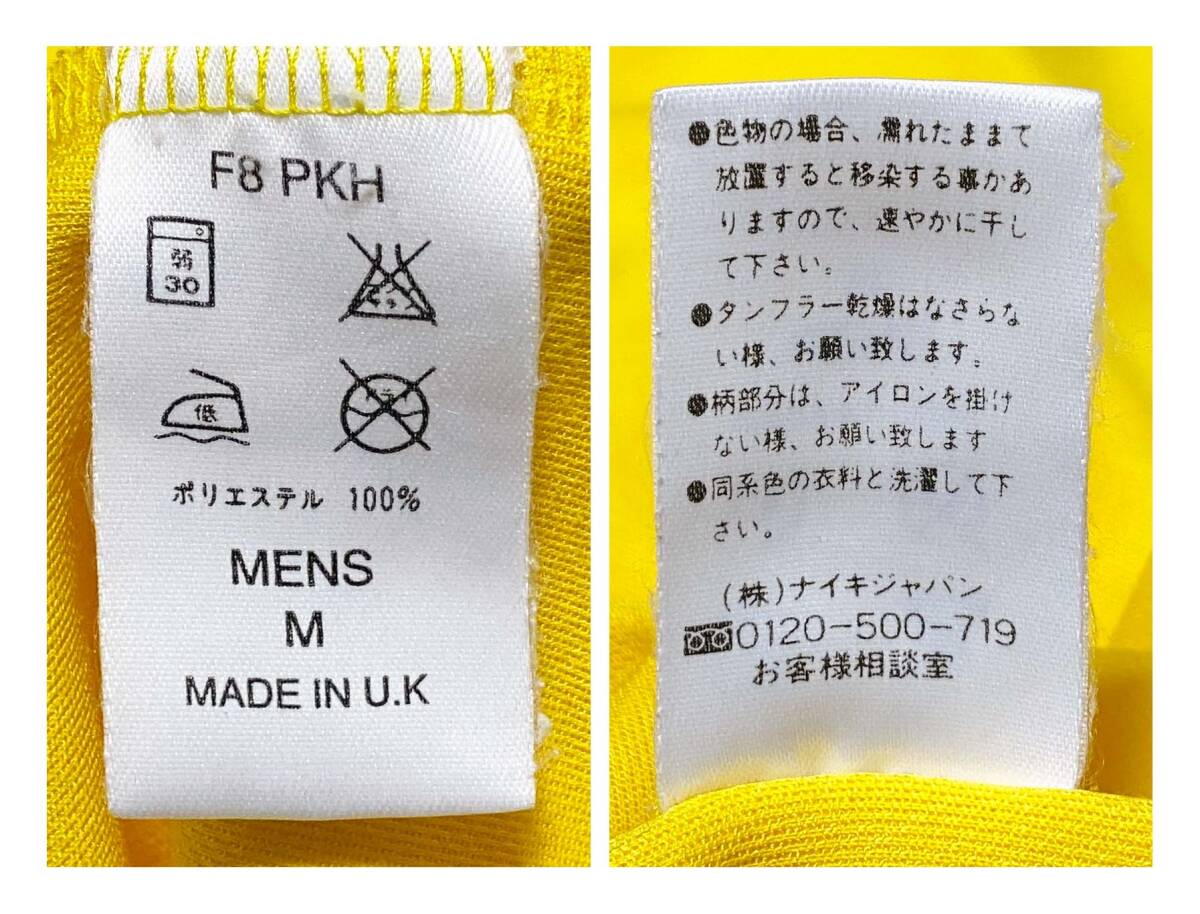 F8 PKH
弱
30
低
ポリエステル 100%
MENS
M
MADE IN U.K
●色物の場合、濡れたままで
放置すると移染する事があ
りますので、速やかに干し
て下さい。
●タンブラー乾燥はなさらな
い様、お願い致します。
●柄部分は、アイロンを掛け
ない様、お願い致します
●同系色の衣料と洗濯して下
さい。
(株)ナイキジャパン
0120-500-719
お客様相談室